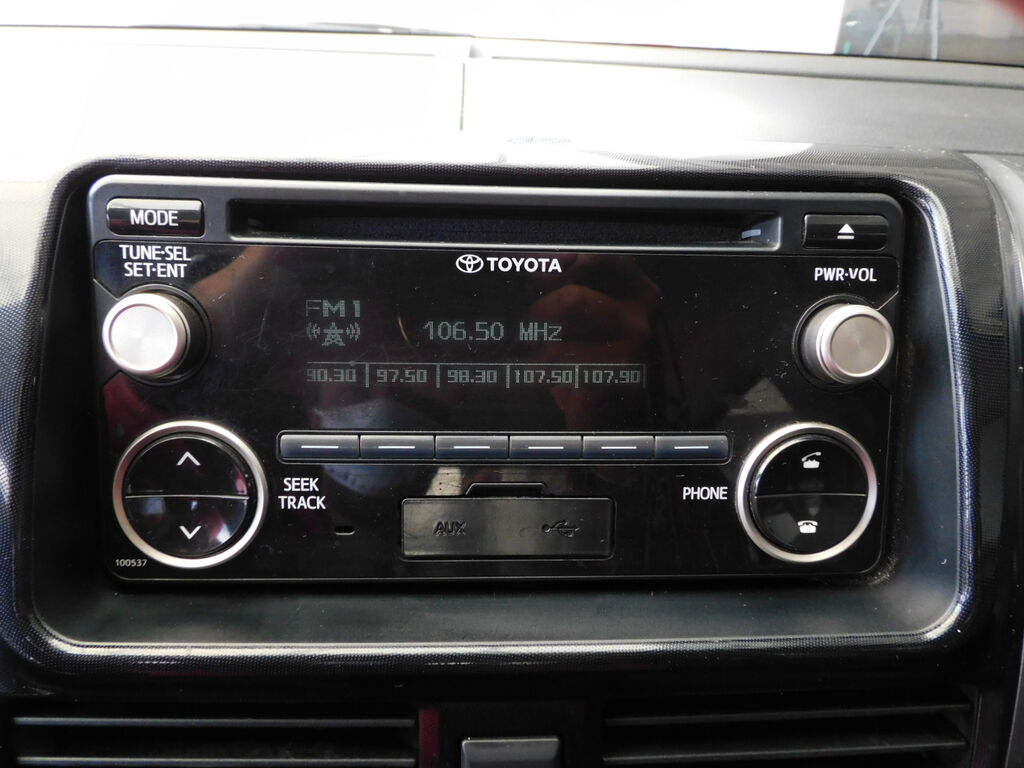 MODE
TUNE·SEL
SET·ENT
TOYOTA
PWR·VOL
FM1
106.50 MHz
90.30 97.50 98.30 107.50 107.90
SEEK
TRACK
PHONE
AUX
100537